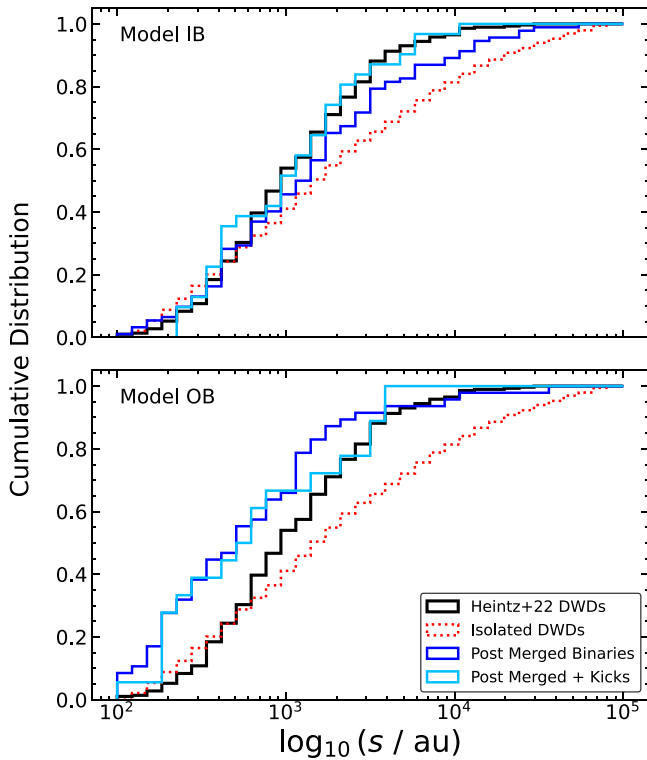 Model IB
1.0
0.8
0.6
0.4
0.2
0.0
Cumulative Distribution
Model OB
1.0
0.8
0.6
0.4
0.2
0.0
Heintz+22 DWDs
Isolated DWDs
Post Merged Binaries
Post Merged + Kicks
10² 10³ 10⁴ 10⁵
log₁₀ (s / au)